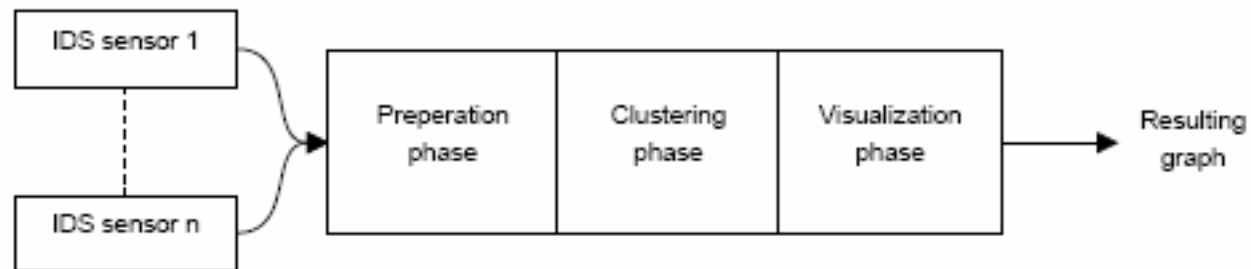 IDS sensor 1
IDS sensor n
Preperation
phase
Clustering
phase
Visualization
phase
Resulting
graph